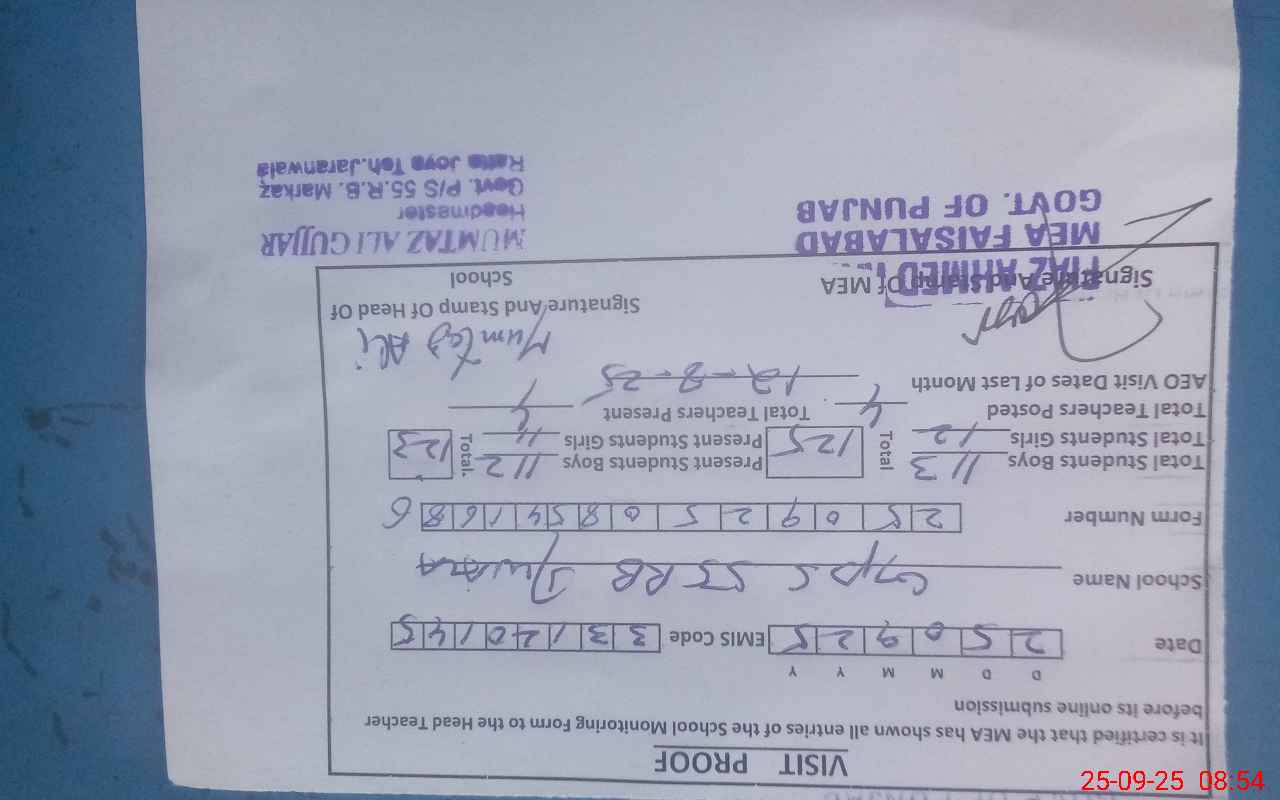 VISIT PROOF
It is certified that the MEA has shown all entries of the School Monitoring Form to the Head Teacher
before its online submission
D D M M Y Y
Date 2 5 0 9 2 5 EMIS Code 3 3 1 2 0 1 4 5
School Name GPS 55 RB
Form Number 2 5 0 9 2 5 0 8 5 4 1 6 8 6
Total Students Boys 113 Total 125 Present Students Boys 112 Total. 123
Total Students Girls 12 Present Students Girls 11
Total Teachers Posted 4 Total Teachers Present 4
AEO Visit Dates of Last Month 12-8-25
Mumtaz Ali
Signature And Stamp Of MEA
Signature And Stamp Of Head Of
School
FIAZ AHMED
MEA FAISALABAD
GOVT. OF PUNJAB
MUMTAZ ALI GUJJAR
Headmaster
Govt. P/S 55.R.B. Markaz
Ratta Joya Teh.Jaranwala
25-09-25 08:54